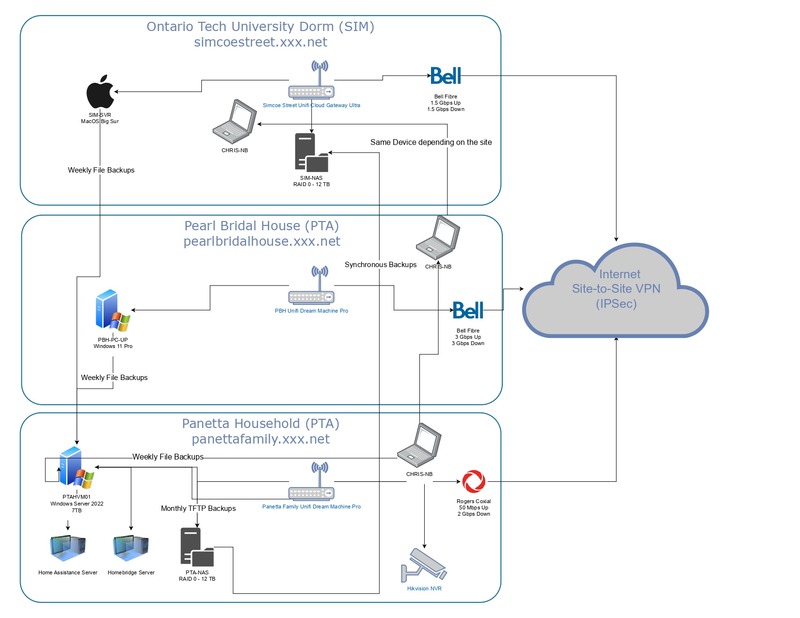 Ontario Tech University Dorm (SIM)
simcoestreet.xxx.net
Bell
Bell Fibre
1.5 Gbps Up
1.5 Gbps Down
Simcoe Street Unifi Cloud Gateway Ultra
SIM-SVR
MacOS Big Sur
CHRIS-NB
Same Device depending on the site
SIM-NAS
RAID 0 - 12 TB
Weekly File Backups
Pearl Bridal House (PTA)
pearlbridalhouse.xxx.net
CHRIS-NB
Synchronous Backups
Internet
Site-to-Site VPN
(IPSec)
PBH Unifi Dream Machine Pro
Bell
Bell Fibre
3 Gbps Up
3 Gbps Down
PBH-PC-UP
Windows 11 Pro
Weekly File Backups
Panetta Household (PTA)
panettafamily.xxx.net
Weekly File Backups
CHRIS-NB
PTAHVM01
Windows Server 2022
7TB
Panetta Family Unifi Dream Machine Pro
Rogers Coxial
50 Mbps Up
2 Gbps Down
Monthly TFTP Backups
Home Assistance Server
Homebridge Server
PTA-NAS
RAID 0 - 12 TB
Hikvision NVR